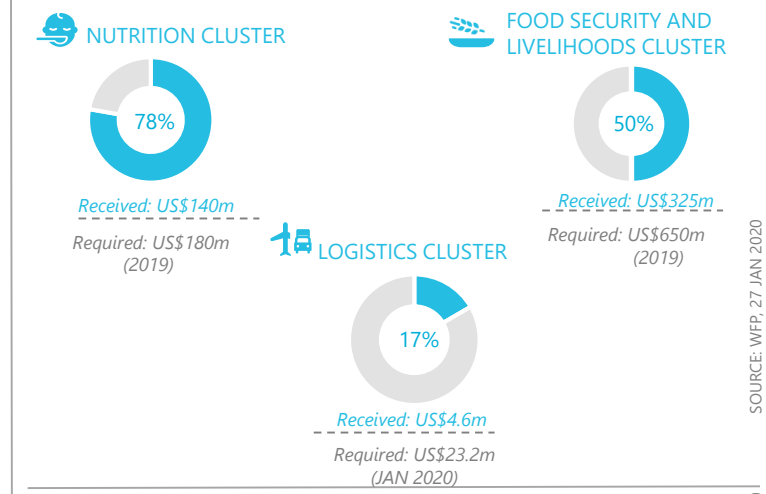 NUTRITION CLUSTER
78%
Received: US$140m
Required: US$180m
(2019)
FOOD SECURITY AND
LIVELIHOODS CLUSTER
50%
Received: US$325m
Required: US$650m
(2019)
LOGISTICS CLUSTER
17%
Received: US$4.6m
Required: US$23.2m
(JAN 2020)
SOURCE: WFP, 27 JAN 2020